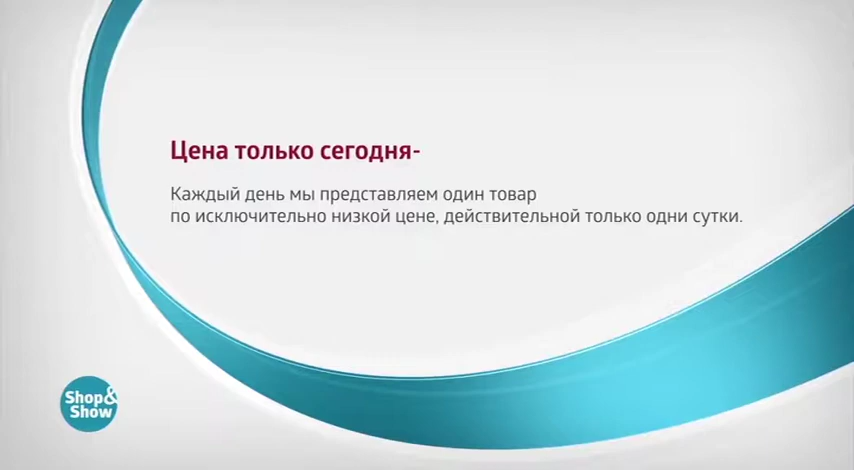 Цена только сегодня-
Каждый день мы представляем один товар
по исключительно низкой цене, действительной только одни сутки.
Shop&
Show